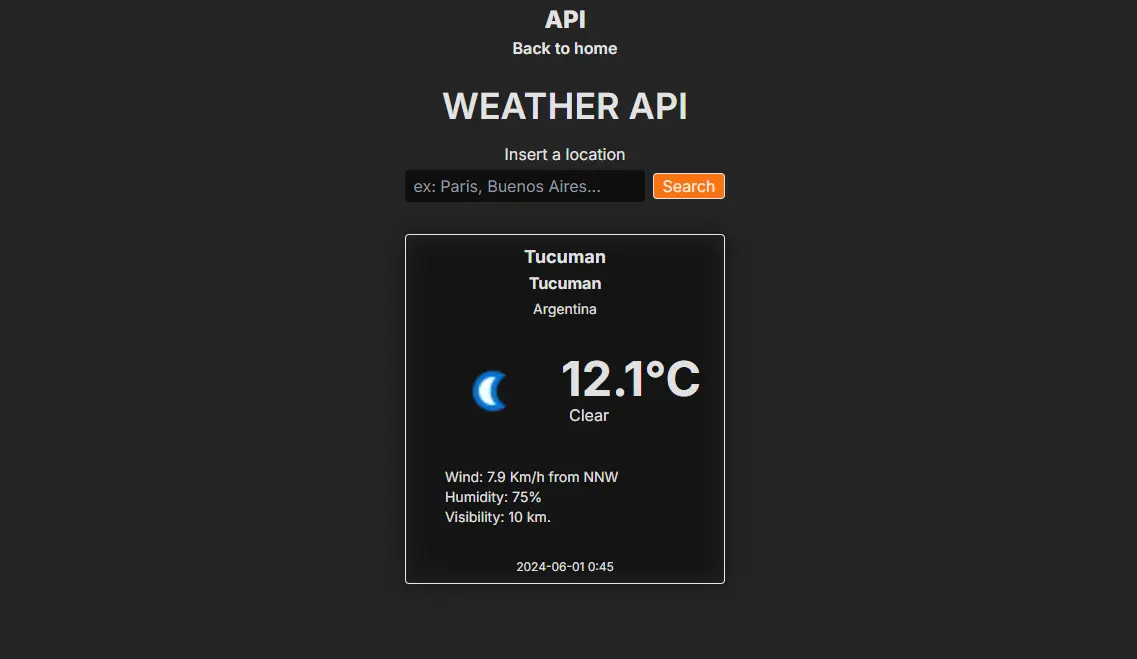 API
Back to home
WEATHER API
Insert a location
ex: Paris, Buenos Aires...
Search
Tucuman
Tucuman
Argentina
12.1°C
Clear
Wind: 7.9 Km/h from NNW
Humidity: 75%
Visibility: 10 km.
2024-06-01 0:45